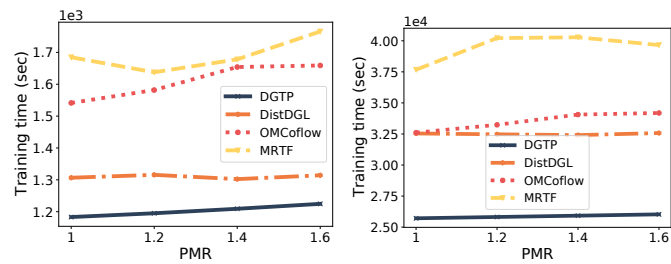 1e3
Training time (sec)
1.7
1.6
1.5
1.4
1.3
1.2
DGTP
DistDGL
OMCoflow
MRTF
1
1.2
1.4
1.6
PMR
1e4
Training time (sec)
4.00
3.75
3.50
3.25
3.00
2.75
2.50
DGTP
DistDGL
OMCoflow
MRTF
1
1.2
1.4
1.6
PMR